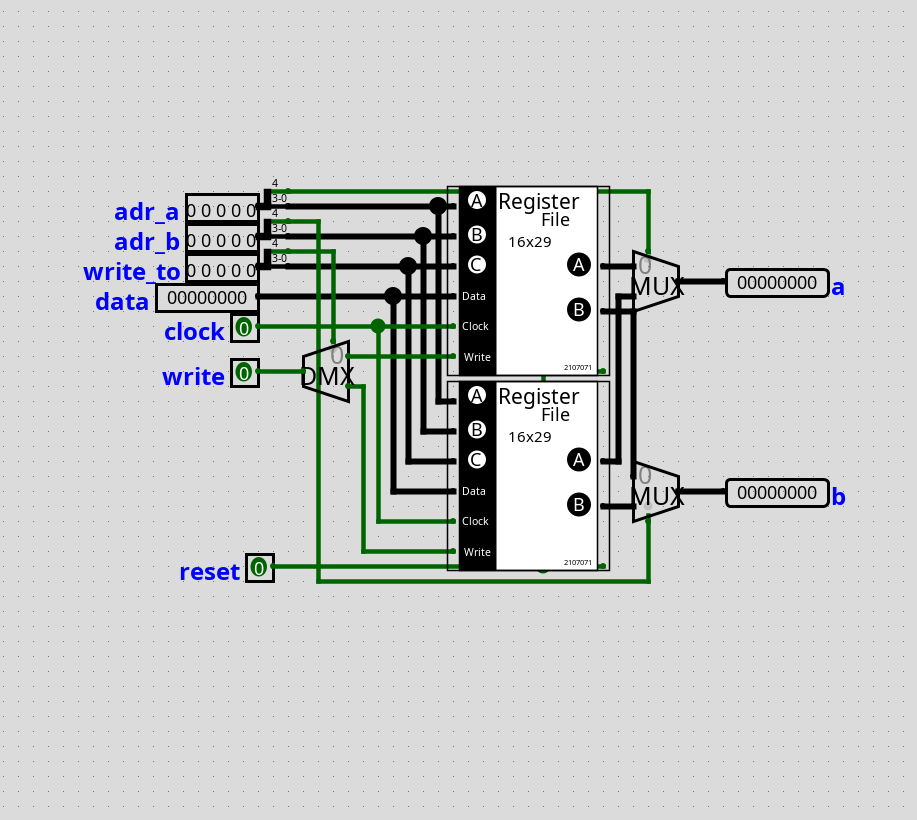 4
adr_a 0 0 0 0 0 3-0
4
adr_b 0 0 0 0 0 3-0
4
write_to 0 0 0 0 0 3-0
data 00000000
clock 0
write 0
0
DMX
reset 0
A Register
File
B 16x29
C A
Data
B
Clock
Write 2107071
A Register
File
B 16x29
C A
Data
B
Clock
Write 2107071
0
MUX 00000000 a
0
MUX 00000000 b